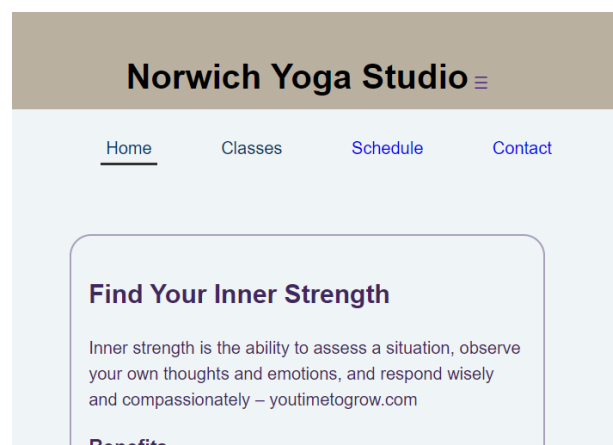 Norwich Yoga Studio ☰
Home Classes Schedule Contact
Find Your Inner Strength
Inner strength is the ability to assess a situation, observe
your own thoughts and emotions, and respond wisely
and compassionately – youtimetogrow.com
Benefits